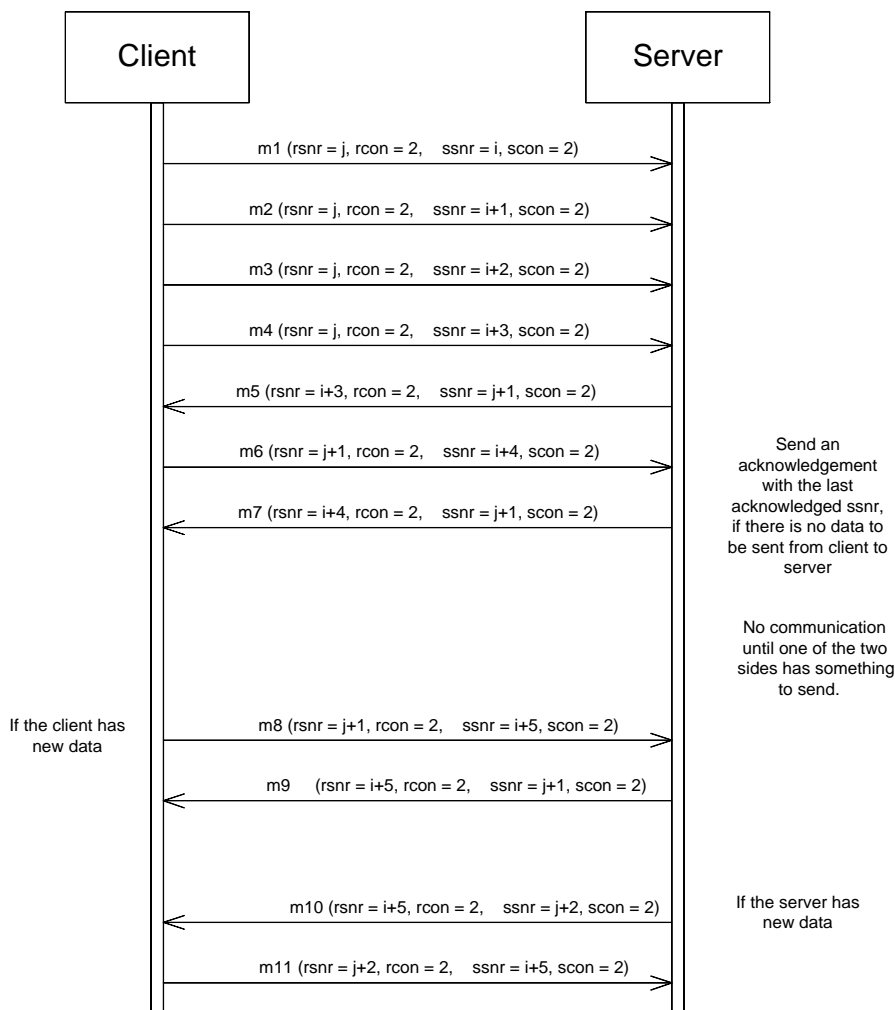 Client
Server
m1 (rsnr = j, rcon = 2, ssnr = i, scon = 2)
m2 (rsnr = j, rcon = 2, ssnr = i+1, scon = 2)
m3 (rsnr = j, rcon = 2, ssnr = i+2, scon = 2)
m4 (rsnr = j, rcon = 2, ssnr = i+3, scon = 2)
m5 (rsnr = i+3, rcon = 2, ssnr = j+1, scon = 2)
m6 (rsnr = j+1, rcon = 2, ssnr = i+4, scon = 2)
m7 (rsnr = i+4, rcon = 2, ssnr = j+1, scon = 2)
Send an
acknowledgement
with the last
acknowledged ssnr,
if there is no data to
be sent from client to
server
No communication
until one of the two
sides has something
to send.
If the client has
new data
m8 (rsnr = j+1, rcon = 2, ssnr = i+5, scon = 2)
m9 (rsnr = i+5, rcon = 2, ssnr = j+1, scon = 2)
m10 (rsnr = i+5, rcon = 2, ssnr = j+2, scon = 2)
If the server has
new data
m11 (rsnr = j+2, rcon = 2, ssnr = i+5, scon = 2)